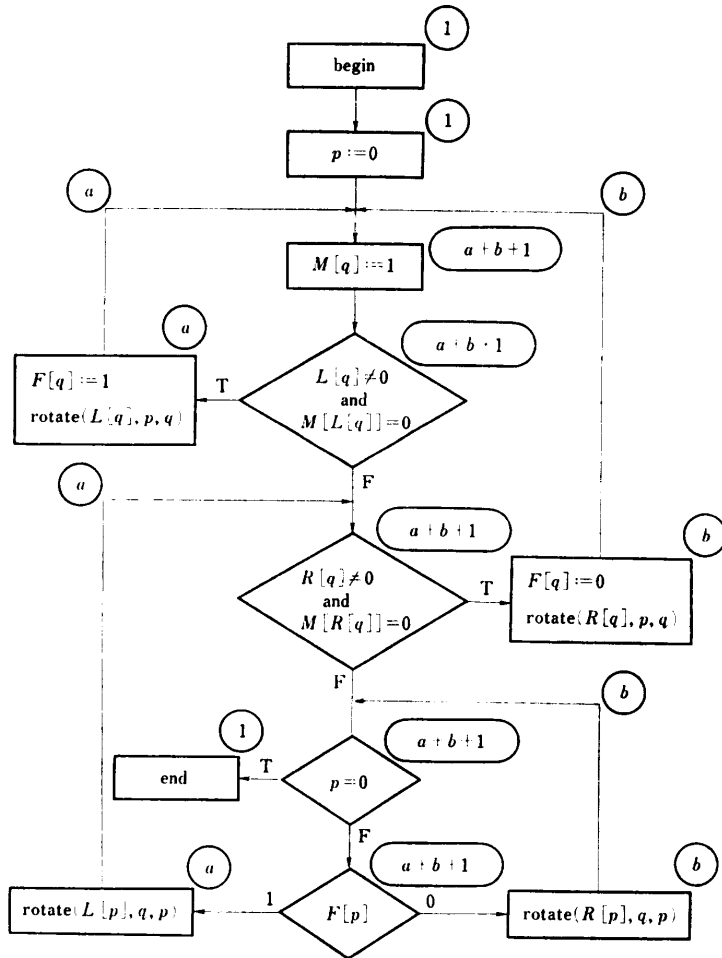 1
begin
1
p := 0
a
b
M[q] := 1
a + b + 1
a
a + b · 1
F[q] := 1
rotate(L[q], p, q)
T
L[q] ≠ 0
and
M[L[q]] = 0
a
F
a + b + 1
b
R[q] ≠ 0
and
M[R[q]] = 0
T
F[q] := 0
rotate(R[q], p, q)
F
b
1
a + b + 1
end
T
p = 0
F
a
a + b + 1
b
rotate(L[p], q, p)
1
F[p]
0
rotate(R[p], q, p)